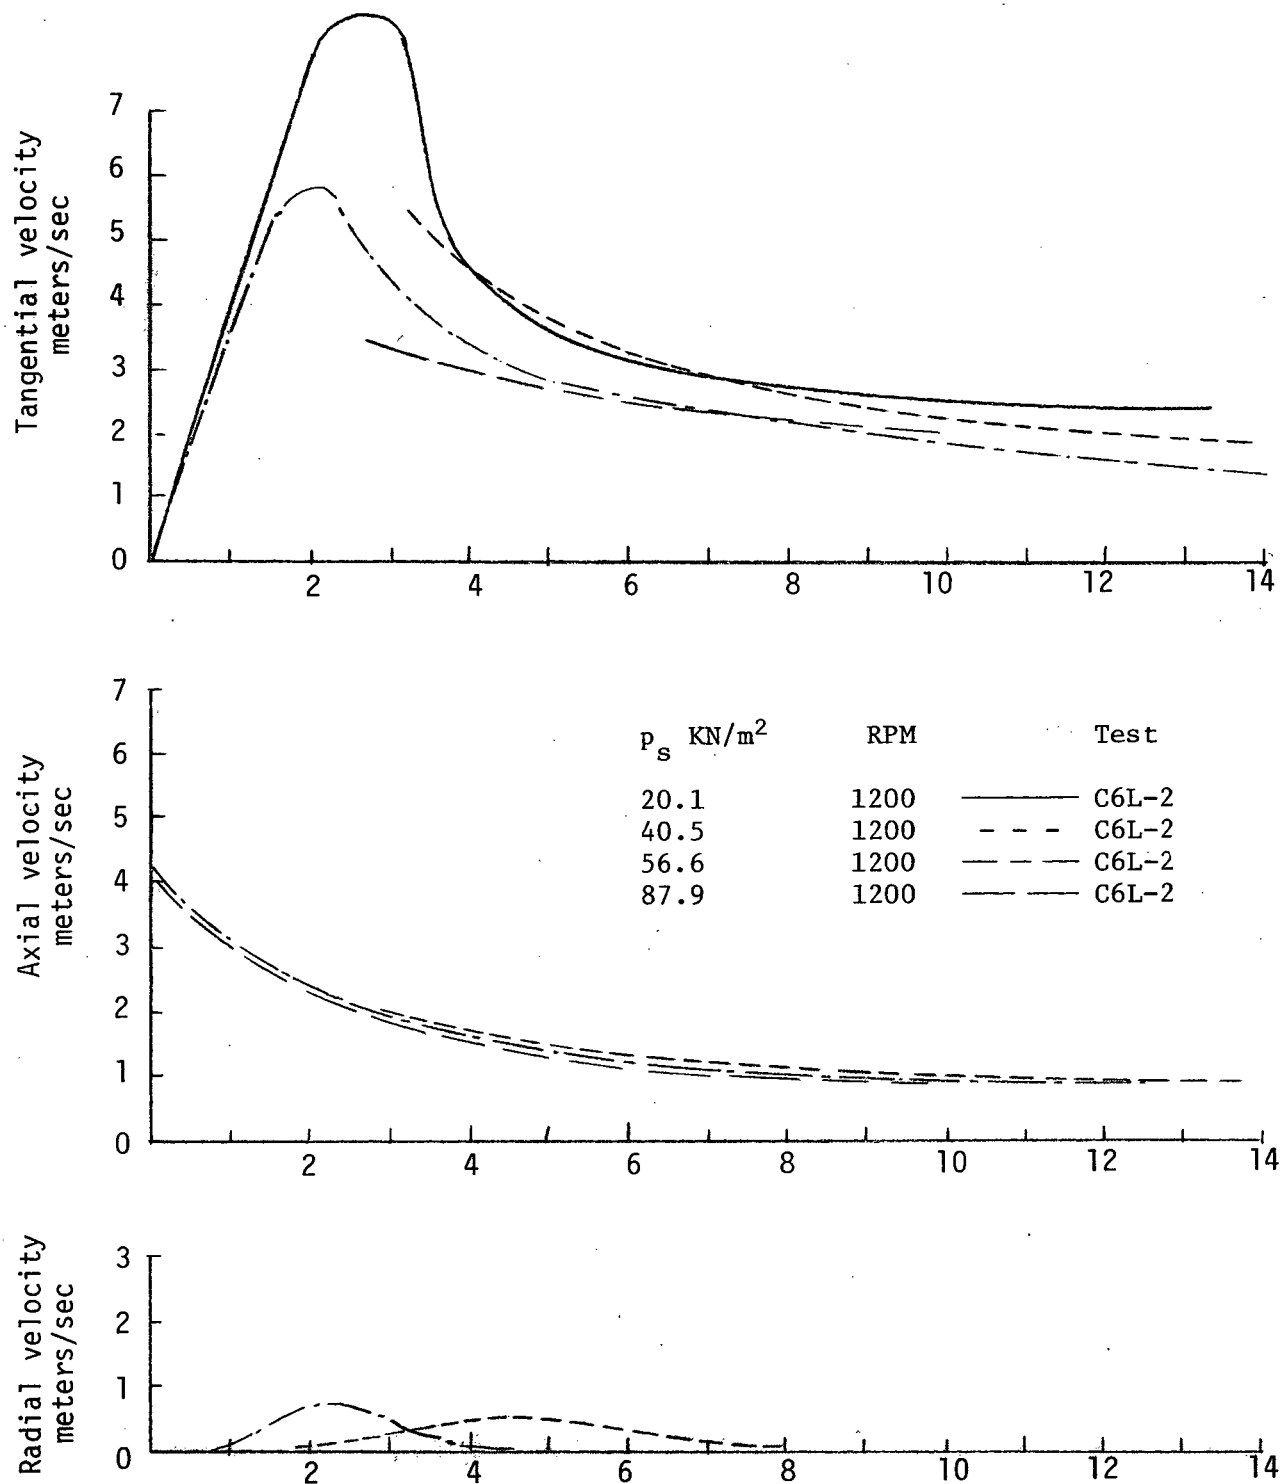 Tangential velocity
meters/sec
7
6
5
4
3
2
1
0
2 4 6 8 10 12 14
Axial velocity
meters/sec
7
6
5
4
3
2
1
0
p_s KN/m² RPM Test
20.1 1200 C6L-2
40.5 1200 C6L-2
56.6 1200 C6L-2
87.9 1200 C6L-2
2 4 6 8 10 12 14
Radial velocity
meters/sec
3
2
1
0
2 4 6 8 10 12 14